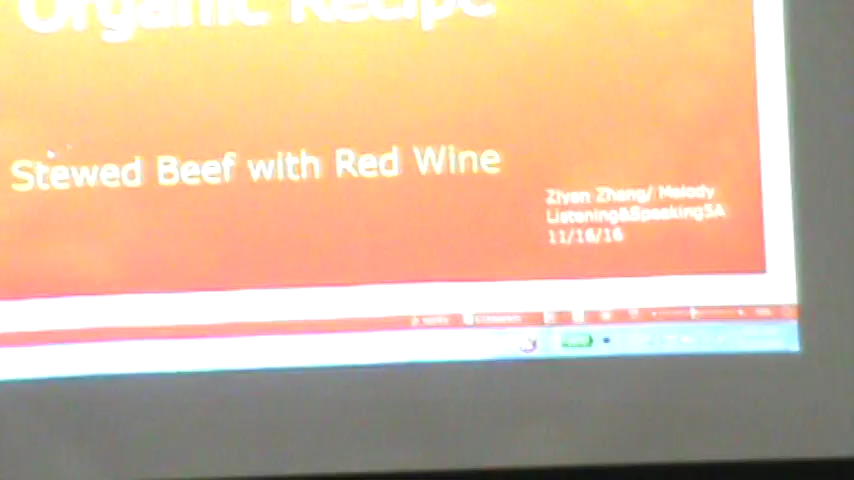 Organic Recipe
Stewed Beef with Red Wine
Ziyan Zhang/ Melody
Listening&Speaking5A
11/16/16